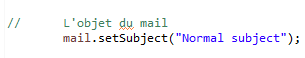 //      L'objet du mail
        mail.setSubject("Normal subject");